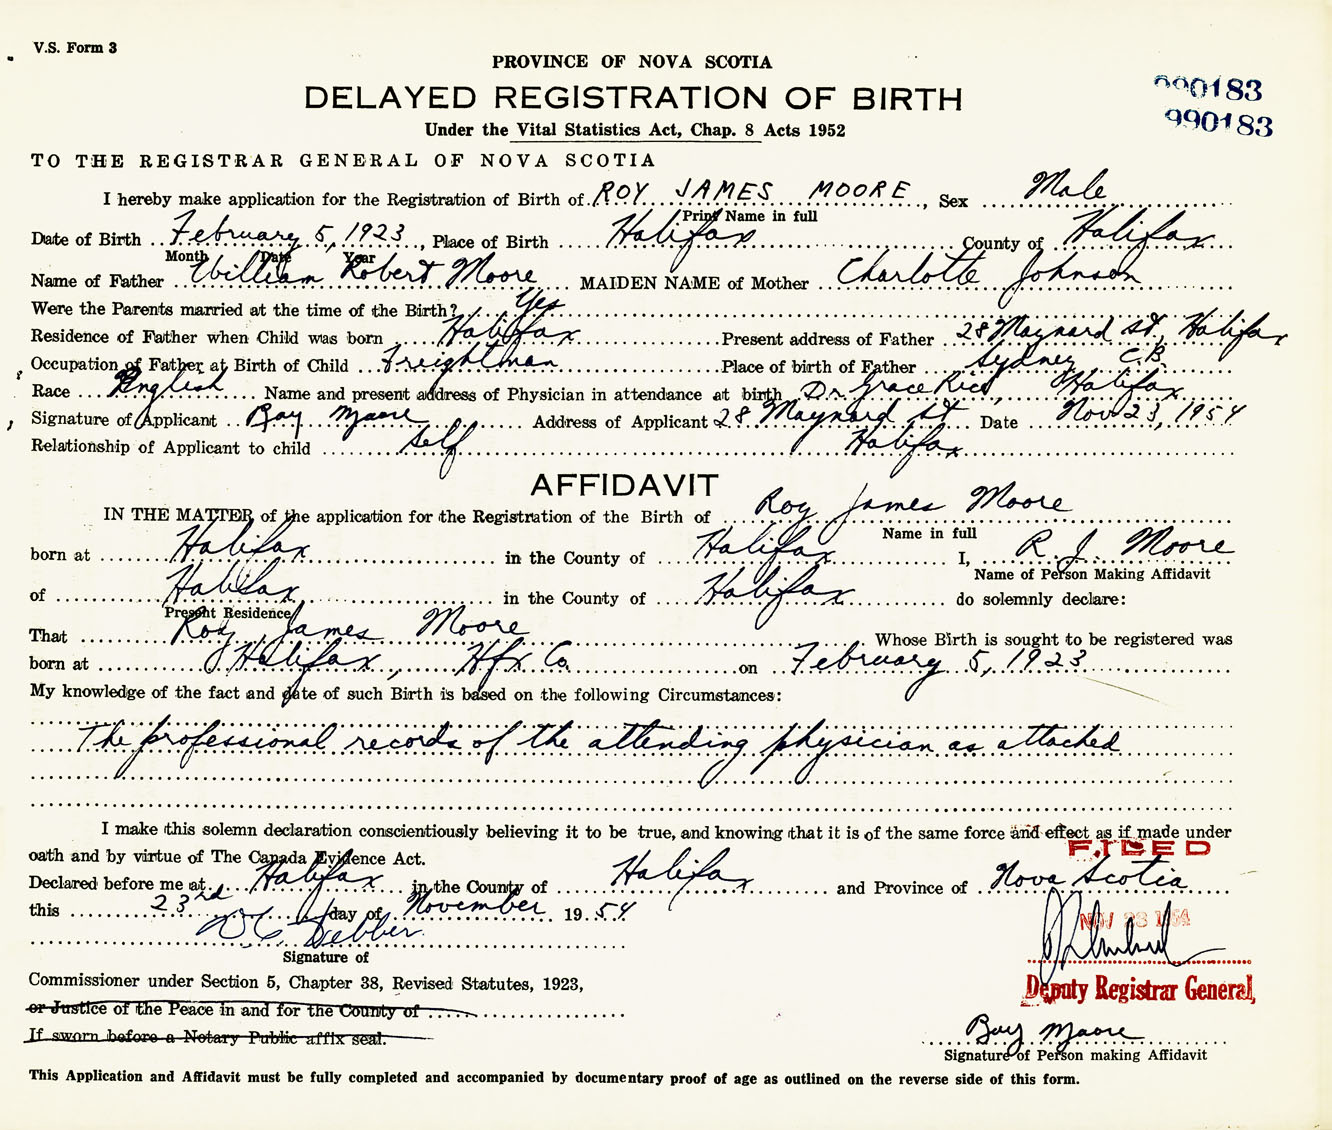 V.S. Form 3
PROVINCE OF NOVA SCOTIA
DELAYED REGISTRATION OF BIRTH
990183
990183
Under the Vital Statistics Act, Chap. 8 Acts 1952
TO THE REGISTRAR GENERAL OF NOVA SCOTIA
I hereby make application for the Registration of Birth of ROY JAMES MOORE, Sex Male
Print Name in full
Date of Birth February 5, 1923, Place of Birth Halifax County of Halifax
Month Date Year
Name of Father William Robert Moore MAIDEN NAME of Mother Charlotte Johnson
Were the Parents married at the time of the Birth? Yes
Residence of Father when Child was born Halifax Present address of Father 28 Maynard St, Halifax
Occupation of Father at Birth of Child Freightman Place of birth of Father Sydney C.B.
Race English Name and present address of Physician in attendance at birth Dr. Grace Rice, Halifax
Signature of Applicant Roy Moore Address of Applicant 28 Maynard St Date Nov 23, 1954
Relationship of Applicant to child self Halifax
AFFIDAVIT
IN THE MATTER of the application for the Registration of the Birth of Roy James Moore
Name in full
born at Halifax in the County of Halifax I, R. J. Moore
Name of Person Making Affidavit
of Halifax in the County of Halifax do solemnly declare:
Present Residence
That Roy James Moore Whose Birth is sought to be registered was
born at Halifax, Hfx Co. on February 5, 1923
My knowledge of the fact and date of such Birth is based on the following Circumstances:
The professional records of the attending physician as attached
I make this solemn declaration conscientiously believing it to be true, and knowing that it is of the same force and effect as if made under
oath and by virtue of The Canada Evidence Act.
FILED
Declared before me at Halifax in the County of Halifax and Province of Nova Scotia
this 23nd day of November 1954
NOV 23 1954
Signature of
Commissioner under Section 5, Chapter 38, Revised Statutes, 1923,
Deputy Registrar General,
or Justice of the Peace in and for the County of
If sworn before a Notary Public affix seal.
Roy Moore
Signature of Person making Affidavit
This Application and Affidavit must be fully completed and accompanied by documentary proof of age as outlined on the reverse side of this form.